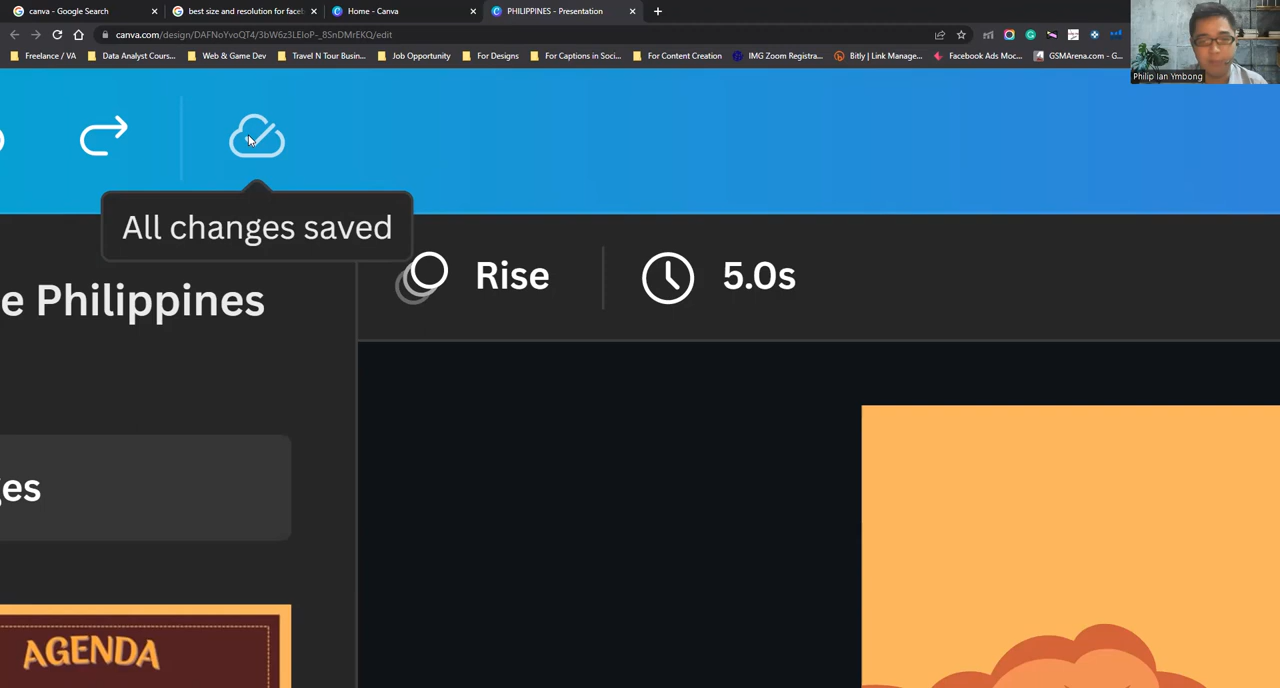 canva - Google Search
best size and resolution for facel
Home - Canva
PHILIPPINES - Presentation
canva.com/design/DAFNoYvoQT4/3bW6z3LEIoP-_8SnDMrEKQ/edit
Freelance / VA
Data Analyst Cours...
Web & Game Dev
Travel N Tour Busin...
Job Opportunity
For Designs
For Captions in Soci...
For Content Creation
IMG Zoom Registra...
Bitly | Link Manage...
Facebook Ads Moc...
GSMArena.com - G...
Philip Ian Ymbong
All changes saved
Rise
5.0s
e Philippines
ges
AGENDA